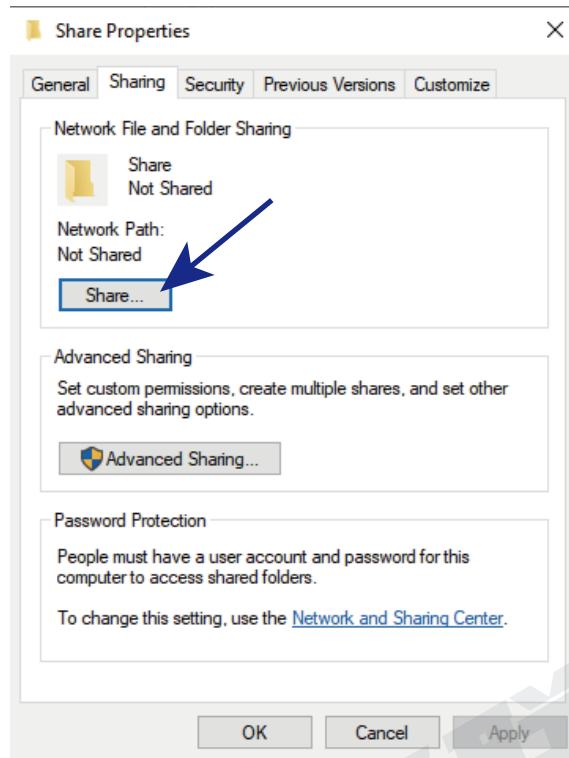 Share Properties
General Sharing Security Previous Versions Customize
Network File and Folder Sharing
Share
Not Shared
Network Path:
Not Shared
Share...
Advanced Sharing
Set custom permissions, create multiple shares, and set other
advanced sharing options.
Advanced Sharing...
Password Protection
People must have a user account and password for this
computer to access shared folders.
To change this setting, use the Network and Sharing Center.
OK Cancel Apply